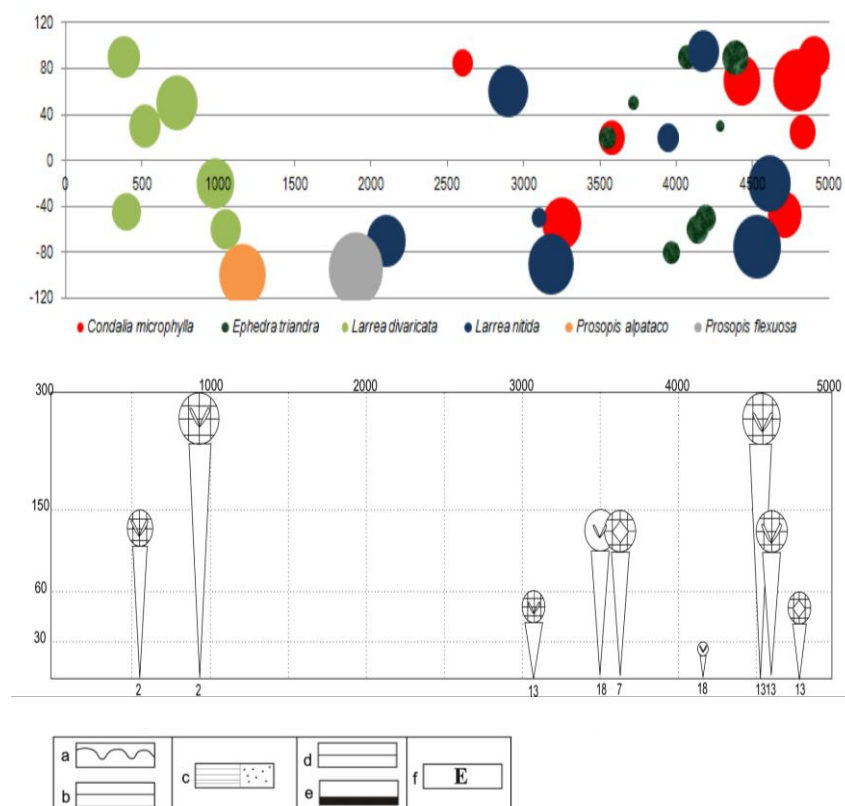 120
80
40
0
0 500 1000 1500 2000 2500 3000 3500 4000 4500 5000
-40
-80
-120
Condalia microphylla Ephedra triandra Larrea divaricata Larrea nitida Prosopis alpataco Prosopis flexuosa
300 1000 2000 3000 4000 5000
150
60
30
2 2 13 18 7 18 13 13 13
a c d f E
b e